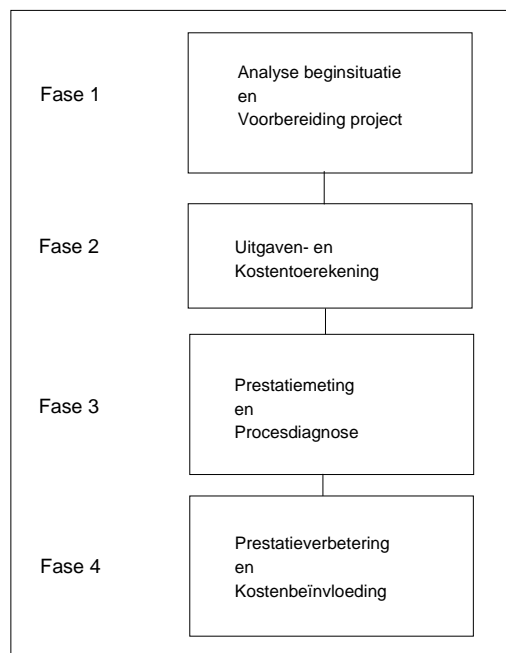 Fase 1
Analyse beginsituatie
en
Voorbereiding project
Fase 2
Uitgaven- en
Kostentoerekening
Fase 3
Prestatiemeting
en
Procesdiagnose
Fase 4
Prestatieverbetering
en
Kostenbeïnvloeding